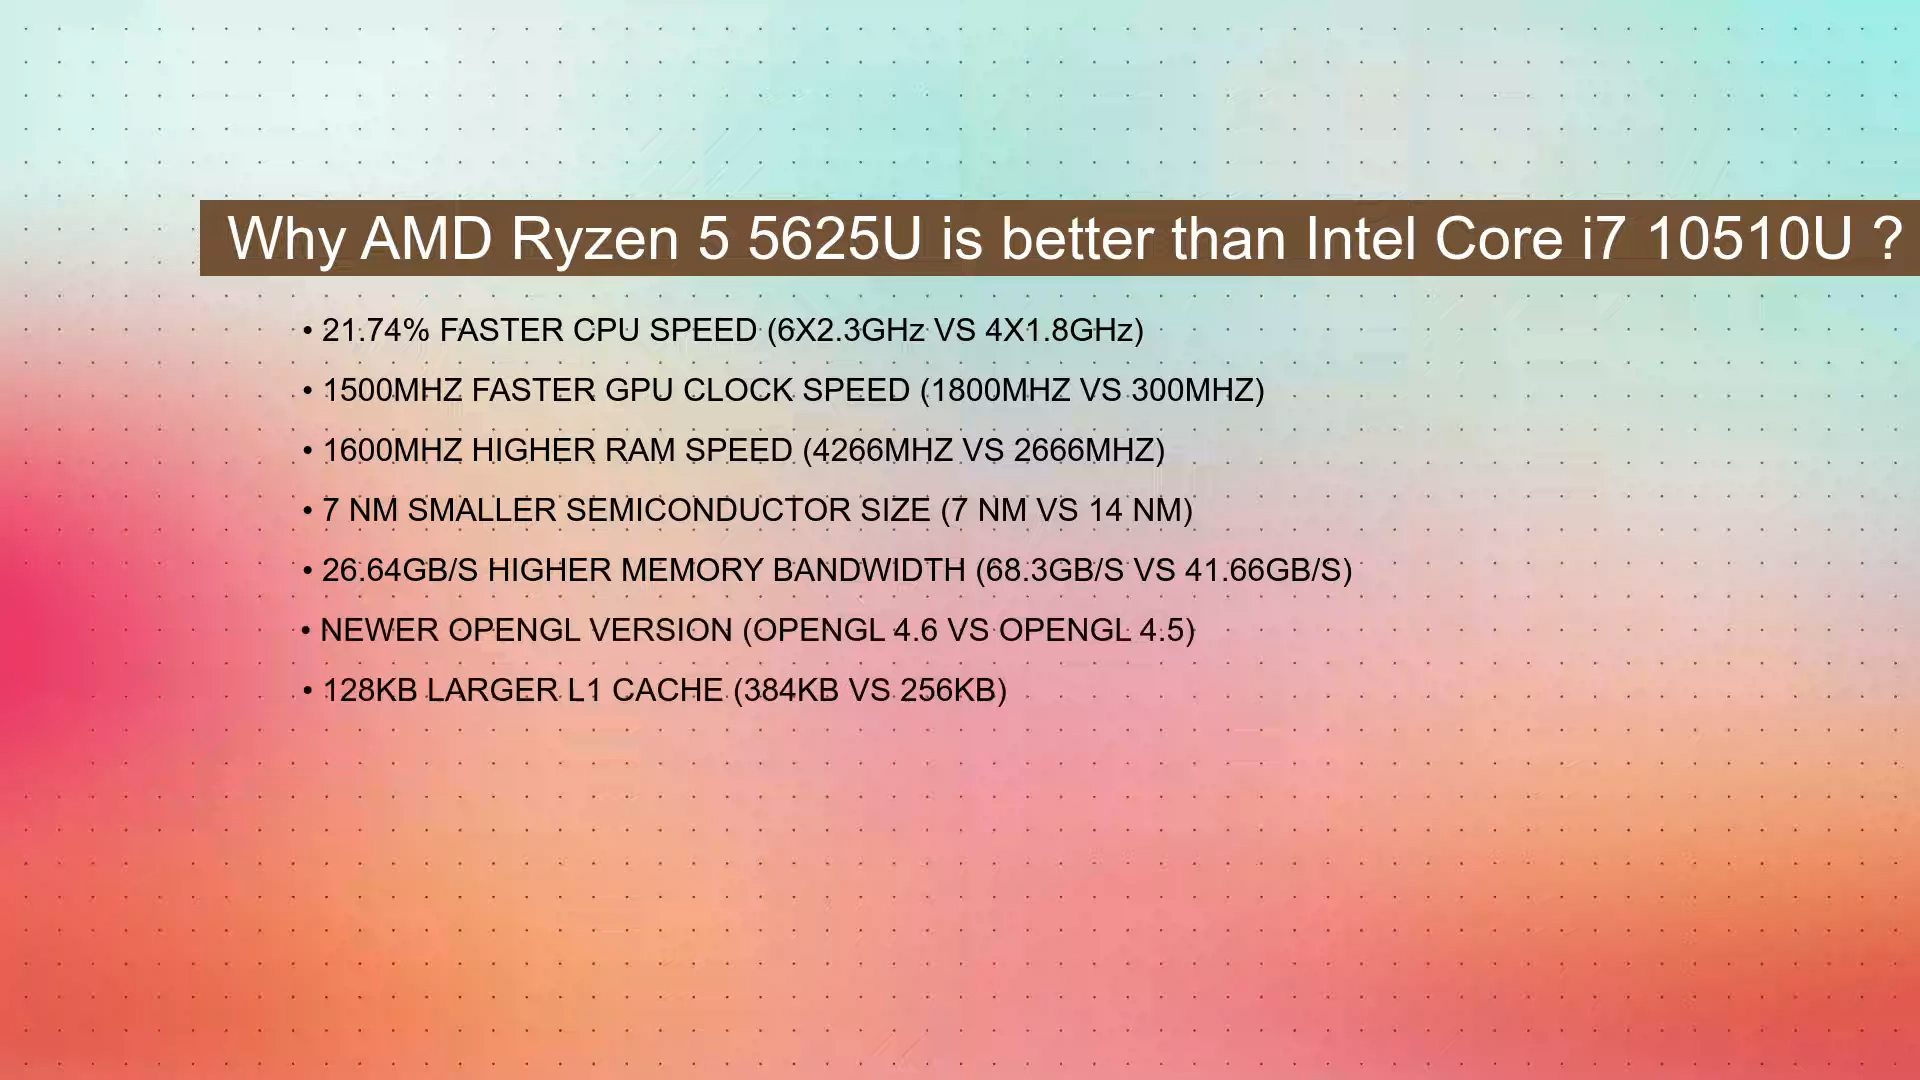 Why AMD Ryzen 5 5625U is better than Intel Core i7 10510U ?
• 21.74% FASTER CPU SPEED (6X2.3GHz VS 4X1.8GHz)
• 1500MHZ FASTER GPU CLOCK SPEED (1800MHZ VS 300MHZ)
• 1600MHZ HIGHER RAM SPEED (4266MHZ VS 2666MHZ)
• 7 NM SMALLER SEMICONDUCTOR SIZE (7 NM VS 14 NM)
• 26.64GB/S HIGHER MEMORY BANDWIDTH (68.3GB/S VS 41.66GB/S)
• NEWER OPENGL VERSION (OPENGL 4.6 VS OPENGL 4.5)
• 128KB LARGER L1 CACHE (384KB VS 256KB)